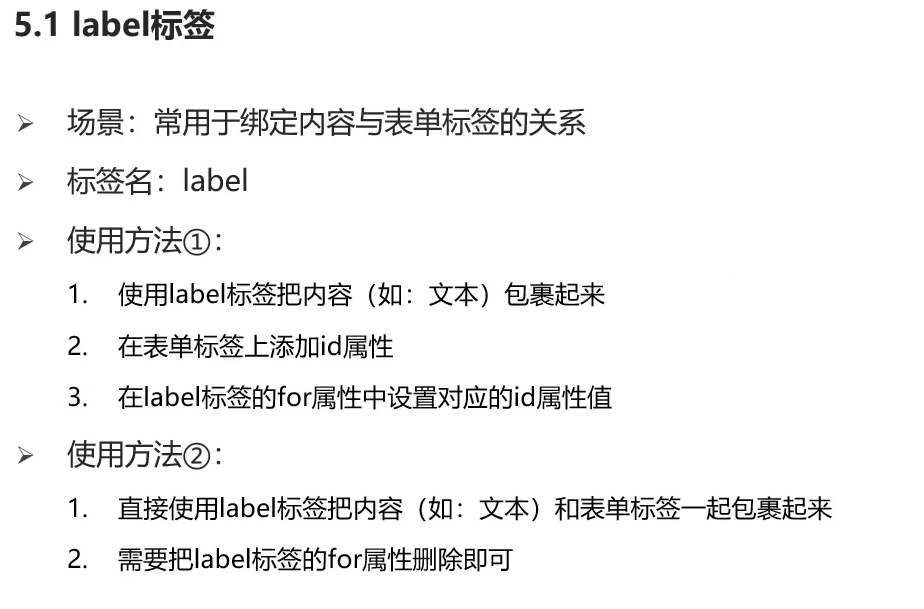 5.1 label标签
➢ 场景：常用于绑定内容与表单标签的关系
➢ 标签名：label
➢ 使用方法①：
1. 使用label标签把内容（如：文本）包裹起来
2. 在表单标签上添加id属性
3. 在label标签的for属性中设置对应的id属性值
➢ 使用方法②：
1. 直接使用label标签把内容（如：文本）和表单标签一起包裹起来
2. 需要把label标签的for属性删除即可